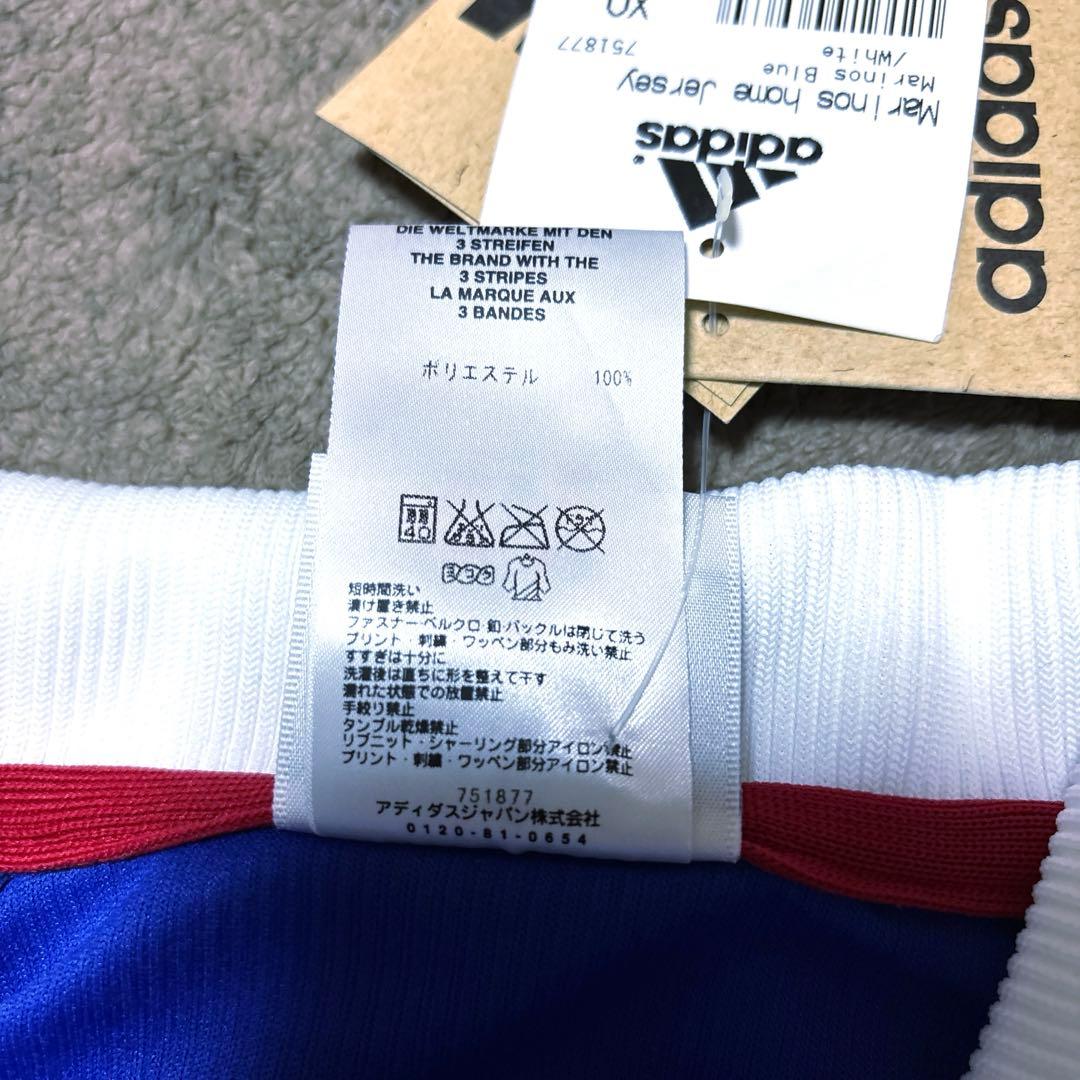 XO
751877
Marinos Blue
/White
Marinos home Jersey
adidas
adidas
DIE WELTMARKE MIT DEN
3 STREIFEN
THE BRAND WITH THE
3 STRIPES
LA MARQUE AUX
3 BANDES
ポリエステル 100%
40
ヨワク
短時間洗い
漬け置き禁止
ファスナー・ベルクロ・釦・バックルは閉じて洗う
プリント・刺繍・ワッペン部分もみ洗い禁止
すすぎは十分に
洗濯後は直ちに形を整えて干す
濡れた状態での放置禁止
手絞り禁止
タンブル乾燥禁止
リブニット・シャーリング部分アイロン禁止
プリント・刺繍・ワッペン部分アイロン禁止
751877
アディダスジャパン株式会社
0120-81-0654